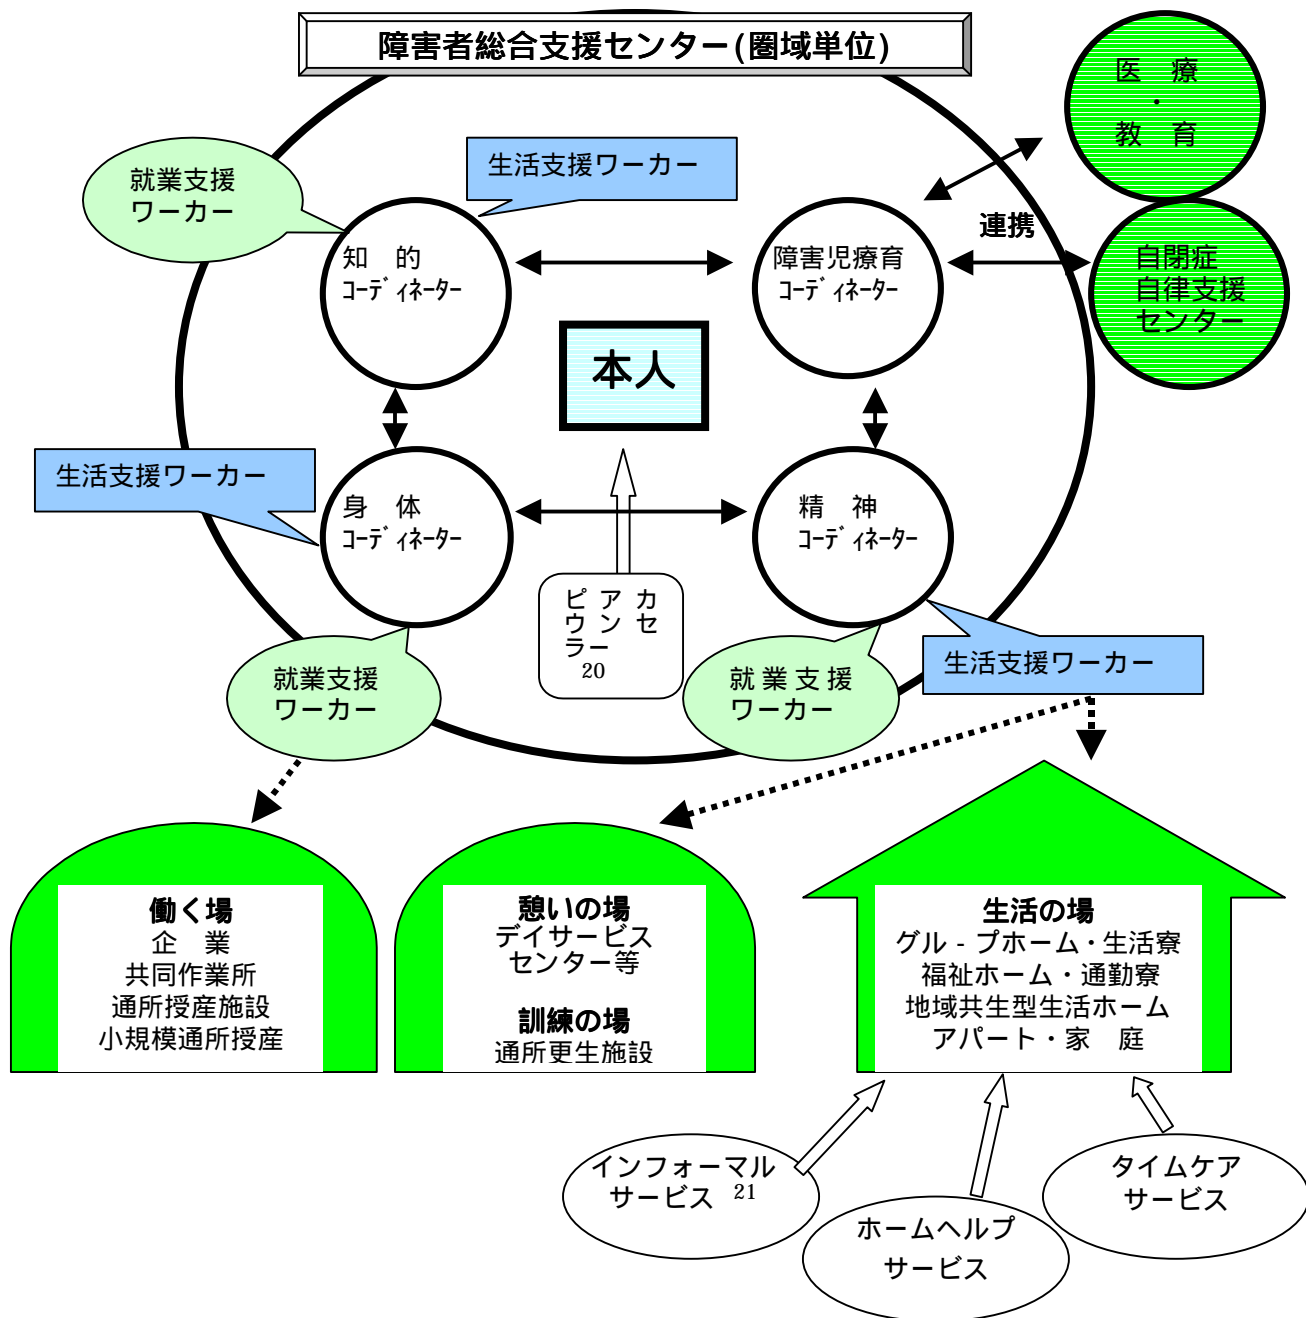 障害者総合支援センター(圏域単位)
医　療
・
教　育
生活支援ワーカー
就業支援
ワーカー
連携
知　的
ｺｰﾃﾞｨﾈｰﾀｰ
障害児療育
ｺｰﾃﾞｨﾈｰﾀｰ
自閉症
自律支援
センター
本人
生活支援ワーカー
身　体
ｺｰﾃﾞｨﾈｰﾀｰ
精　神
ｺｰﾃﾞｨﾈｰﾀｰ
ピ ア カ
ウ ン セ
ラー
20
就業支援
ワーカー
就 業 支 援
ワーカー
生活支援ワーカー
働く場
企　業
共同作業所
通所授産施設
小規模通所授産
憩いの場
デイサービス
センター等
訓練の場
通所更生施設
生活の場
グル - プホーム・生活寮
福祉ホーム・通勤寮
地域共生型生活ホーム
アパート・家　庭
インフォーマル
サービス 21
ホームヘルプ
サービス
タイムケア
サービス